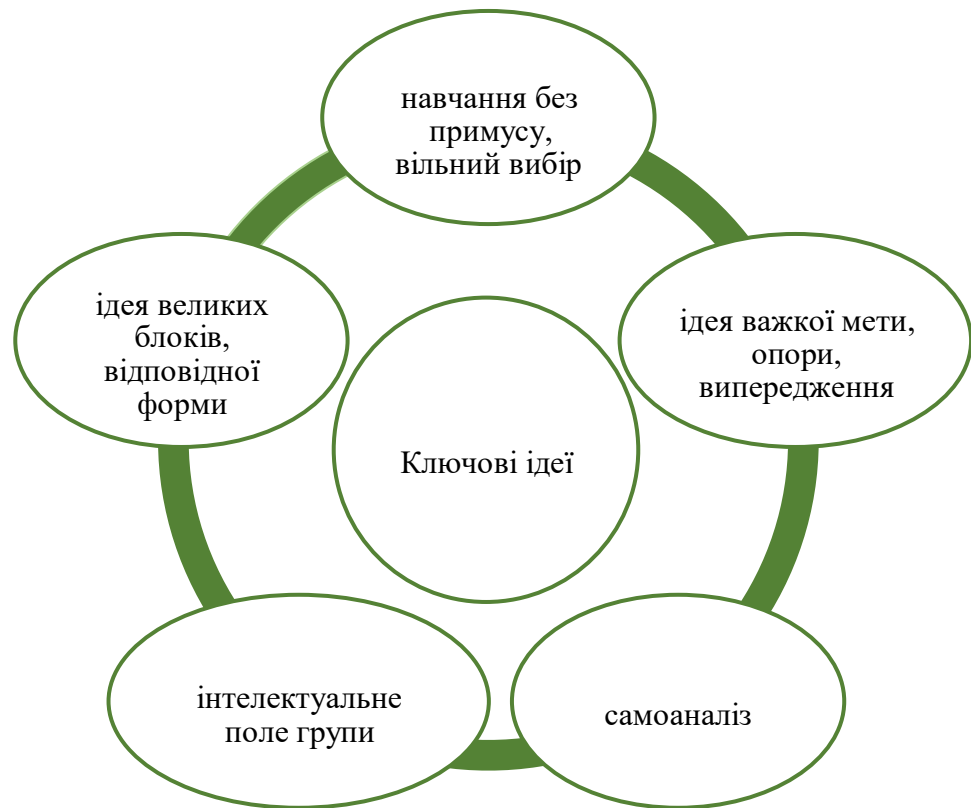 навчання без
примусу,
вільний вибір
ідея важкої мети,
опори,
випередження
самоаналіз
інтелектуальне
поле групи
ідея великих
блоків,
відповідної
форми
Ключові ідеї